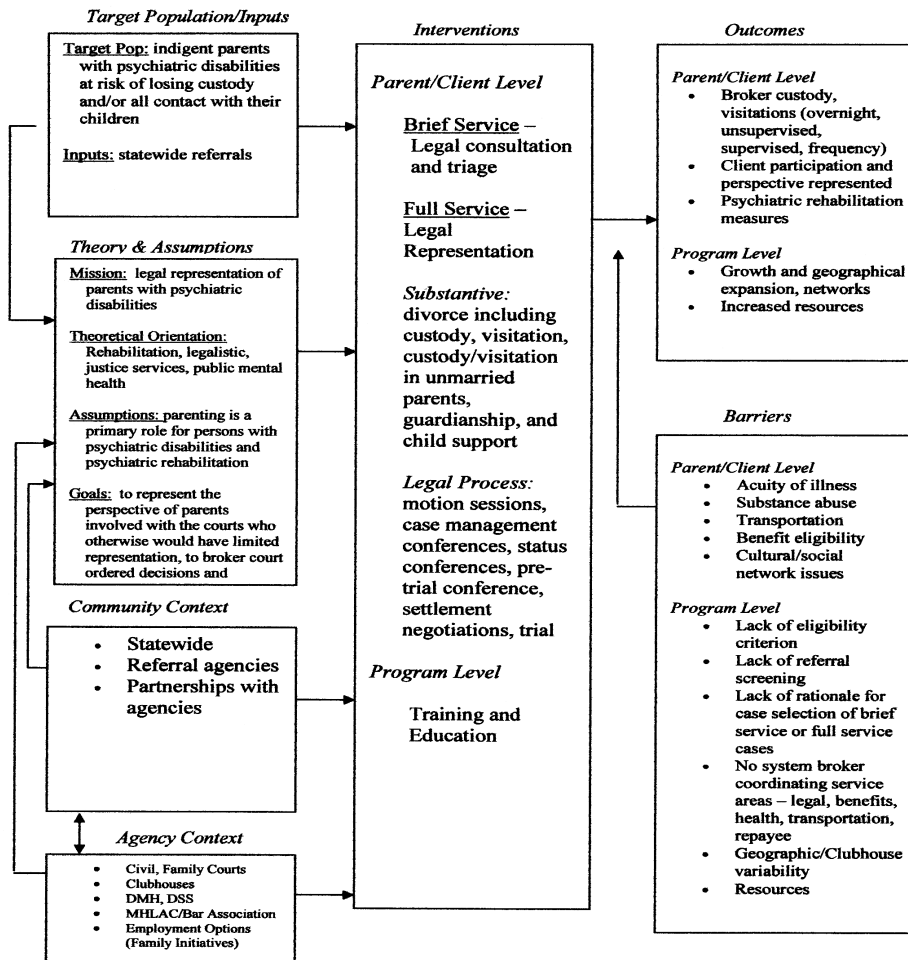 Target Population/Inputs
Target Pop: indigent parents
with psychiatric disabilities
at risk of losing custody
and/or all contact with their
children
Inputs: statewide referrals
Theory & Assumptions
Mission: legal representation of
parents with psychiatric
disabilities
Theoretical Orientation:
Rehabilitation, legalistic,
justice services, public mental
health
Assumptions: parenting is a
primary role for persons with
psychiatric disabilities and
psychiatric rehabilitation
Goals: to represent the
perspective of parents
involved with the courts who
otherwise would have limited
representation, to broker court
ordered decisions and
Community Context
• Statewide
• Referral agencies
• Partnerships with
agencies
Agency Context
• Civil, Family Courts
• Clubhouses
• DMH, DSS
• MHLAC/Bar Association
• Employment Options
(Family Initiatives)
Interventions
Parent/Client Level
Brief Service –
Legal consultation
and triage
Full Service –
Legal
Representation
Substantive:
divorce including
custody, visitation,
custody/visitation
in unmarried
parents,
guardianship, and
child support
Legal Process:
motion sessions,
case management
conferences, status
conferences, pre-
trial conference,
settlement
negotiations, trial
Program Level
Training and
Education
Outcomes
Parent/Client Level
• Broker custody,
visitations (overnight,
unsupervised,
supervised, frequency)
• Client participation and
perspective represented
• Psychiatric rehabilitation
measures
Program Level
• Growth and geographical
expansion, networks
• Increased resources
Barriers
Parent/Client Level
• Acuity of illness
• Substance abuse
• Transportation
• Benefit eligibility
• Cultural/social
network issues
Program Level
• Lack of eligibility
criterion
• Lack of referral
screening
• Lack of rationale for
case selection of brief
service or full service
cases
• No system broker
coordinating service
areas – legal, benefits,
health, transportation,
repayee
• Geographic/Clubhouse
variability
• Resources